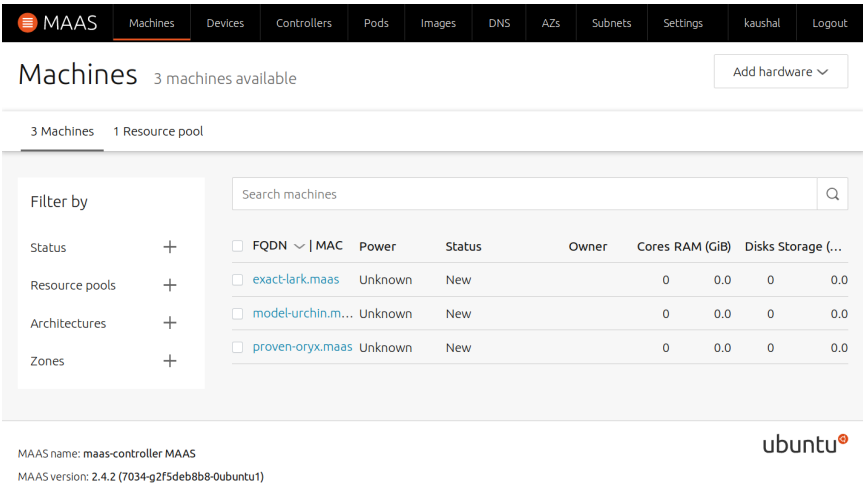 MAAS Machines Devices Controllers Pods Images DNS AZs Subnets Settings kaushal Logout
Machines 3 machines available Add hardware
3 Machines 1 Resource pool
Filter by
Status
Resource pools
Architectures
Zones
Search machines
FQDN | MAC Power Status Owner Cores RAM (GiB) Disks Storage (...
exact-lark.maas Unknown New 0 0.0 0 0.0
model-urchin.m... Unknown New 0 0.0 0 0.0
proven-oryx.maas Unknown New 0 0.0 0 0.0
MAAS name: maas-controller MAAS
MAAS version: 2.4.2 (7034-g2f5deb8b8-0ubuntu1)
ubuntu